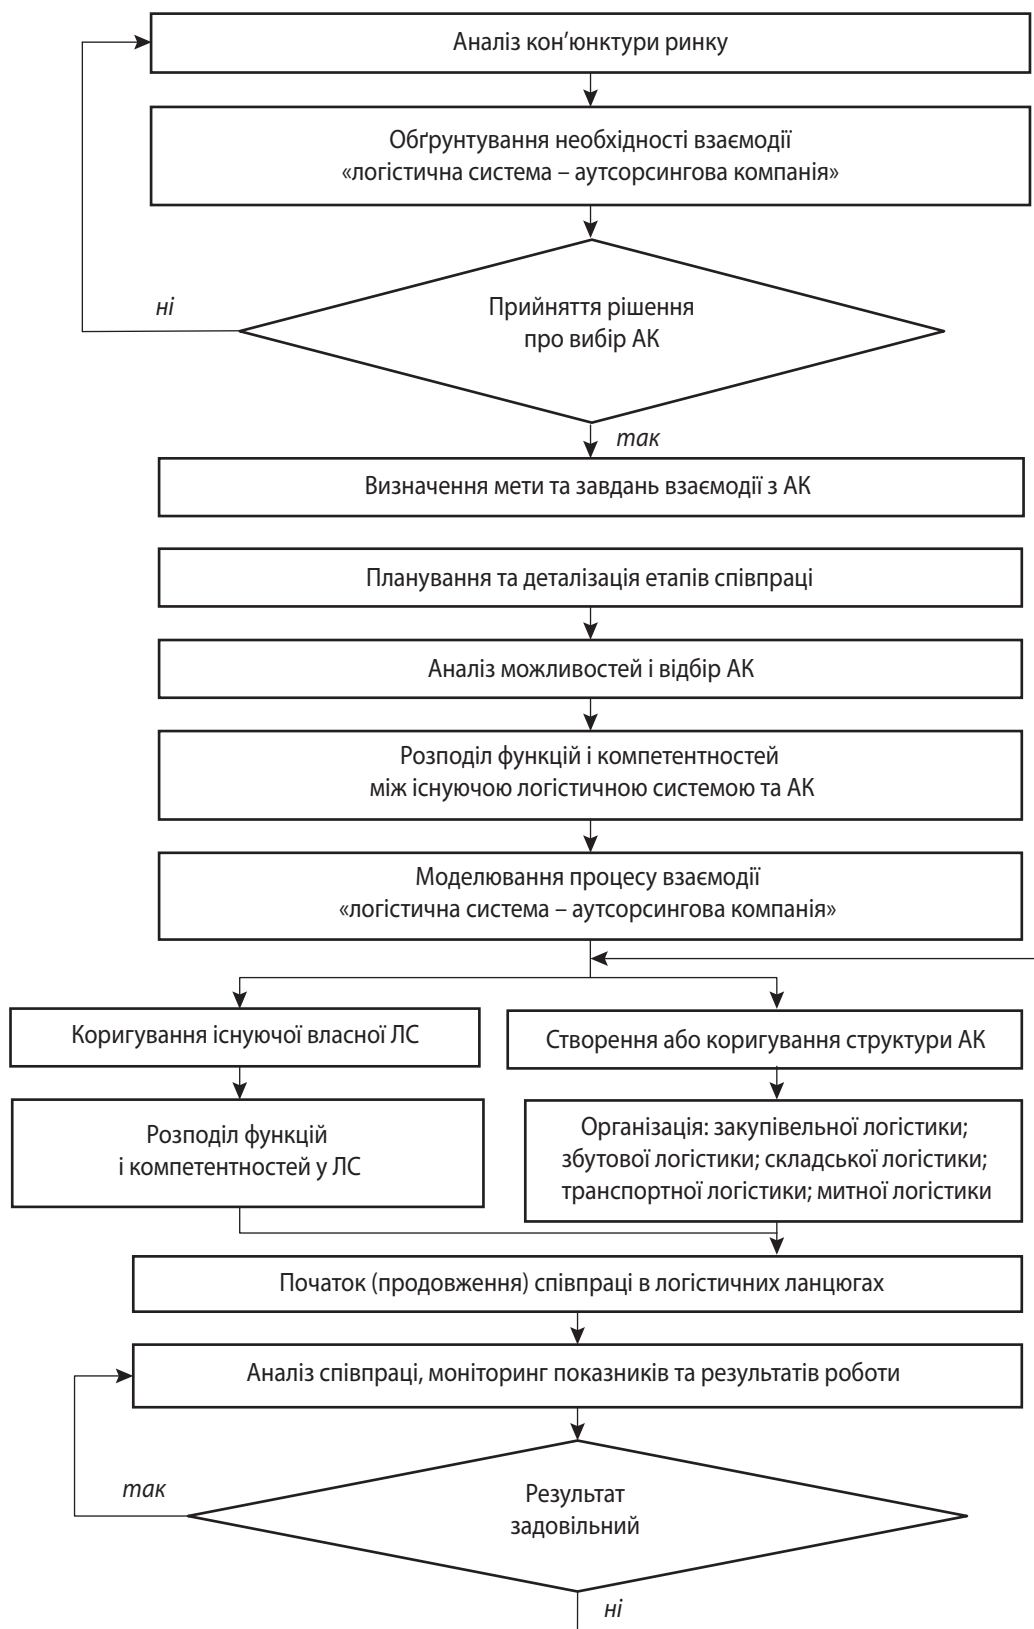 Аналіз кон’юнктури ринку
Обґрунтування необхідності взаємодії
«логістична система – аутсорсингова компанія»
Прийняття рішення
про вибір АК
ні
так
Визначення мети та завдань взаємодії з АК
Планування та деталізація етапів співпраці
Аналіз можливостей і відбір АК
Розподіл функцій і компетентностей
між існуючою логістичною системою та АК
Моделювання процесу взаємодії
«логістична система – аутсорсингова компанія»
Коригування існуючої власної ЛС
Створення або коригування структури АК
Розподіл функцій
і компетентностей у ЛС
Організація: закупівельної логістики;
збутової логістики; складської логістики;
транспортної логістики; митної логістики
Початок (продовження) співпраці в логістичних ланцюгах
Аналіз співпраці, моніторинг показників та результатів роботи
так
Результат
задовільний
ні